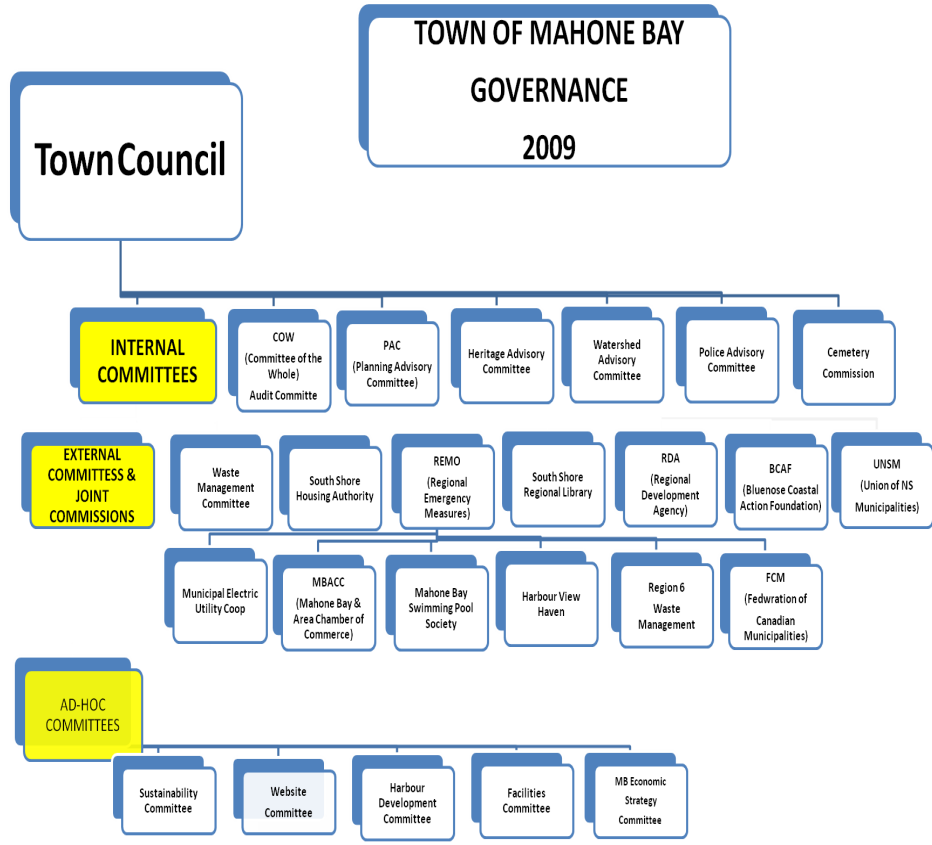 TOWN OF MAHONE BAY
GOVERNANCE
2009
Town Council
INTERNAL
COMMITTEES
COW
(Committee of the
Whole)
Audit Committe
PAC
(Planning Advisory
Committee)
Heritage Advisory
Committee
Watershed
Advisory
Committee
Police Advisory
Committee
Cemetery
Commission
EXTERNAL
COMMITTESS &
JOINT
COMMISSIONS
Waste
Management
Committee
South Shore
Housing Authority
REMO
(Regional
Emergency
Measures)
South Shore
Regional Library
RDA
(Regional
Development
Agency)
BCAF
(Bluenose Coastal
Action Foundation)
UNSM
(Union of NS
Municipalities)
Municipal Electric
Utility Coop
MBACC
(Mahone Bay &
Area Chamber of
Commerce)
Mahone Bay
Swimming Pool
Society
Harbour View
Haven
Region 6
Waste
Management
FCM
(Fedwration of
Canadian
Municipalities)
AD-HOC
COMMITTEES
Sustainability
Committee
Website
Committee
Harbour
Development
Committee
Facilities
Committee
MB Economic
Strategy
Committee